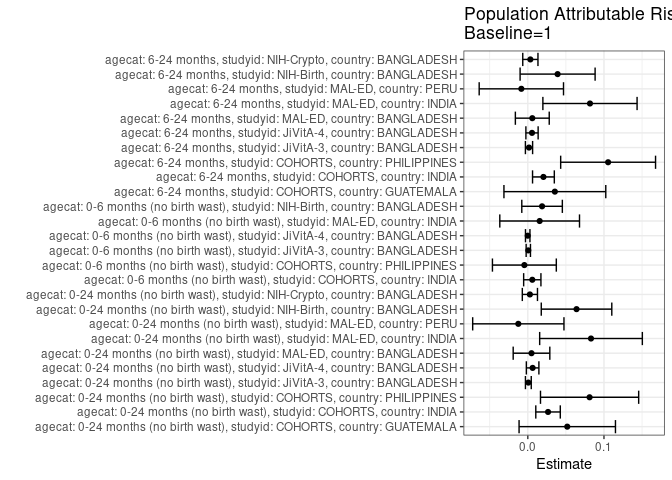 Population Attributable Ris
Baseline=1
agecat: 6-24 months, studyid: NIH-Crypto, country: BANGLADESH
agecat: 6-24 months, studyid: NIH-Birth, country: BANGLADESH
agecat: 6-24 months, studyid: MAL-ED, country: PERU
agecat: 6-24 months, studyid: MAL-ED, country: INDIA
agecat: 6-24 months, studyid: MAL-ED, country: BANGLADESH
agecat: 6-24 months, studyid: JiVitA-4, country: BANGLADESH
agecat: 6-24 months, studyid: JiVitA-3, country: BANGLADESH
agecat: 6-24 months, studyid: COHORTS, country: PHILIPPINES
agecat: 6-24 months, studyid: COHORTS, country: INDIA
agecat: 6-24 months, studyid: COHORTS, country: GUATEMALA
agecat: 0-6 months (no birth wast), studyid: NIH-Birth, country: BANGLADESH
agecat: 0-6 months (no birth wast), studyid: MAL-ED, country: INDIA
agecat: 0-6 months (no birth wast), studyid: JiVitA-4, country: BANGLADESH
agecat: 0-6 months (no birth wast), studyid: JiVitA-3, country: BANGLADESH
agecat: 0-6 months (no birth wast), studyid: COHORTS, country: PHILIPPINES
agecat: 0-6 months (no birth wast), studyid: COHORTS, country: INDIA
agecat: 0-24 months (no birth wast), studyid: NIH-Crypto, country: BANGLADESH
agecat: 0-24 months (no birth wast), studyid: NIH-Birth, country: BANGLADESH
agecat: 0-24 months (no birth wast), studyid: MAL-ED, country: PERU
agecat: 0-24 months (no birth wast), studyid: MAL-ED, country: INDIA
agecat: 0-24 months (no birth wast), studyid: MAL-ED, country: BANGLADESH
agecat: 0-24 months (no birth wast), studyid: JiVitA-4, country: BANGLADESH
agecat: 0-24 months (no birth wast), studyid: JiVitA-3, country: BANGLADESH
agecat: 0-24 months (no birth wast), studyid: COHORTS, country: PHILIPPINES
agecat: 0-24 months (no birth wast), studyid: COHORTS, country: INDIA
agecat: 0-24 months (no birth wast), studyid: COHORTS, country: GUATEMALA
0.0 0.1
Estimate